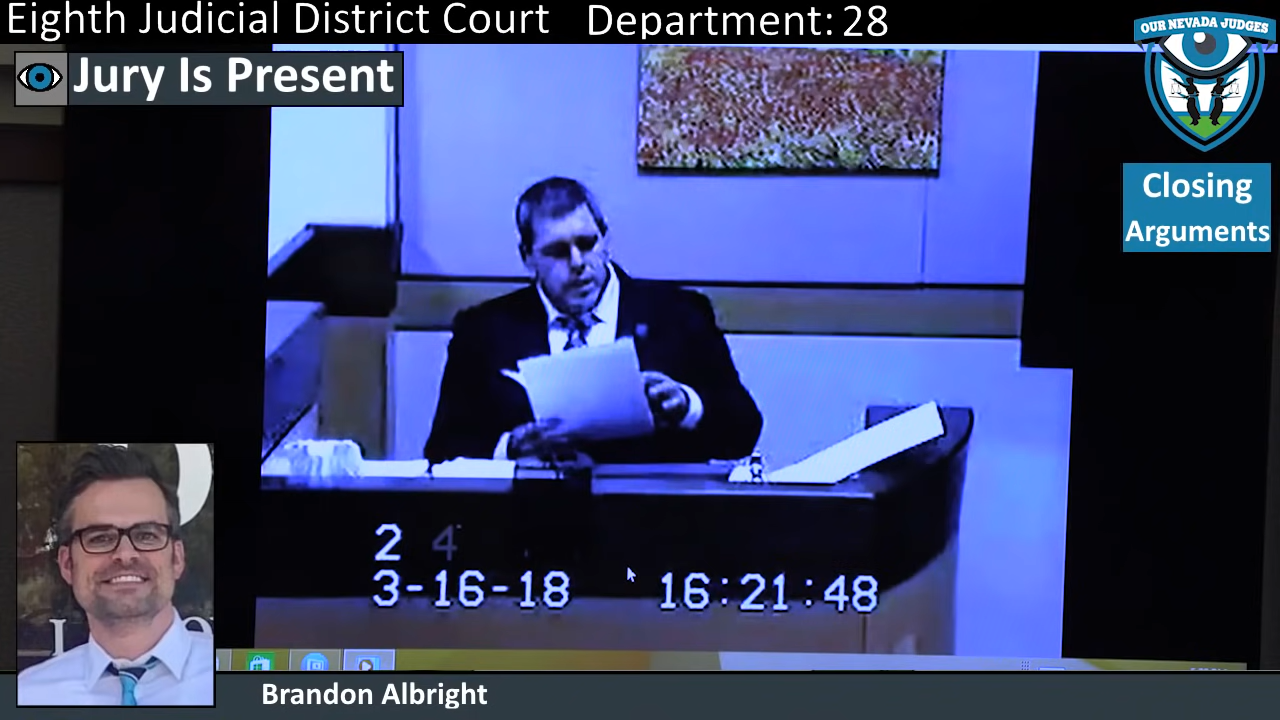 Eighth Judicial District Court Department: 28
OUR NEVADA JUDGES
Jury Is Present
Closing
Arguments
2 4
3-16-18 16:21:48
Brandon Albright